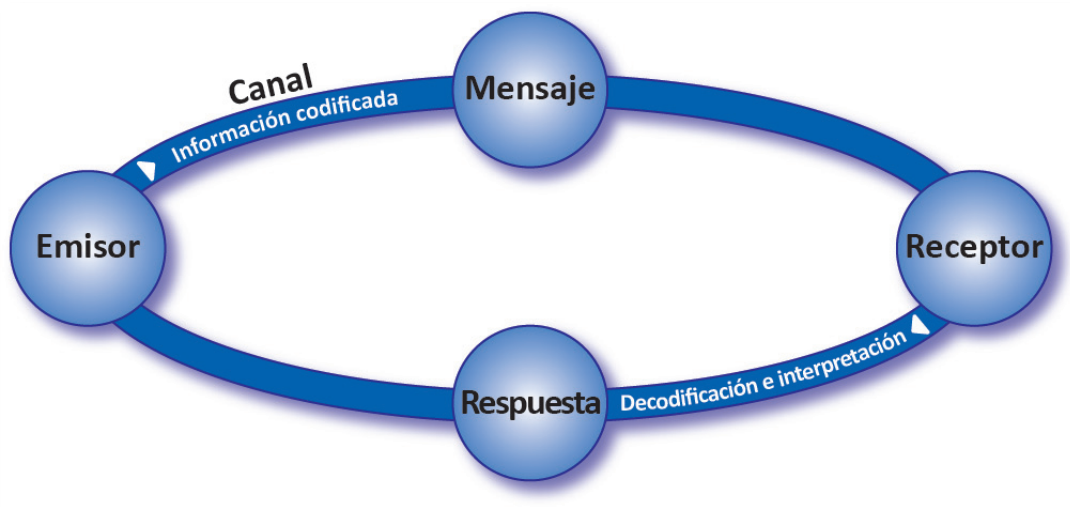 Canal
Información codificada
Mensaje
Emisor
Receptor
Respuesta
Decodificación e interpretación